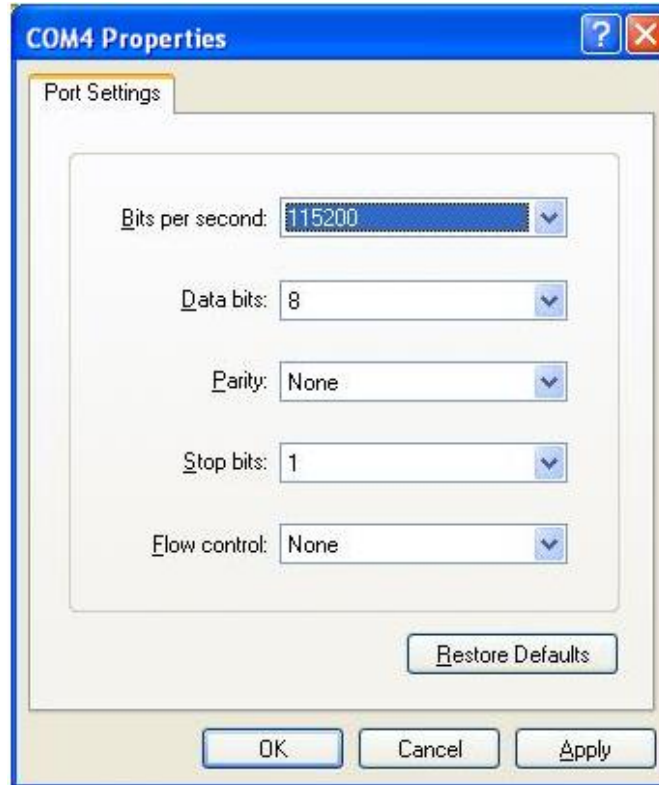 COM4 Properties
?
Port Settings
Bits per second: 115200
Data bits: 8
Parity: None
Stop bits: 1
Flow control: None
Restore Defaults
OK Cancel Apply